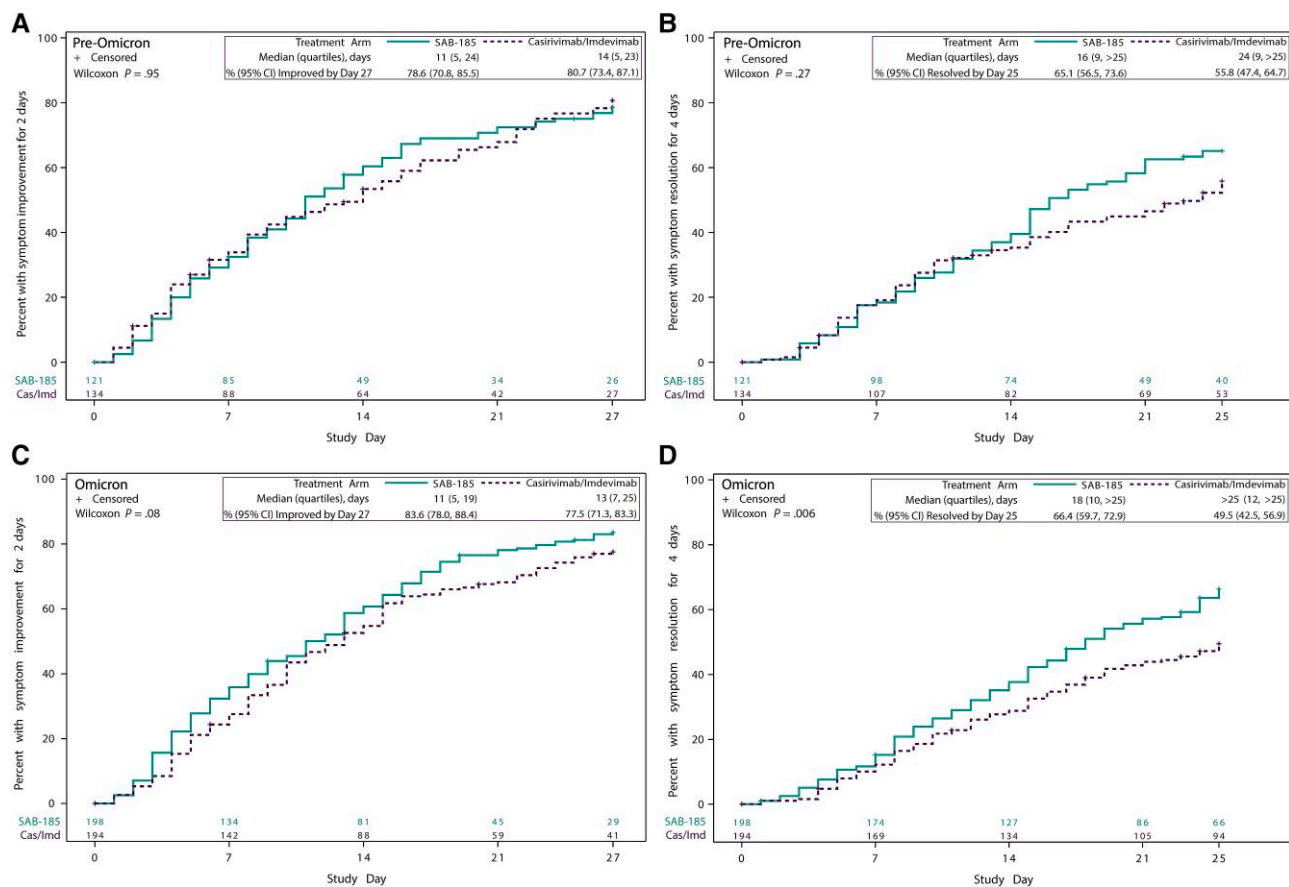 A
Percent with symptom improvement for 2 days
100
80
60
40
20
0
Pre-Omicron
+ Censored
Wilcoxon P = .95
Treatment Arm SAB-185 Casirivimab/Imdevimab
Median (quartiles), days 11 (5, 24) 14 (5, 23)
% (95% CI) Improved by Day 27 78.6 (70.8, 85.5) 80.7 (73.4, 87.1)
SAB-185 121 85 49 34 26
Cas/Imd 134 88 64 42 27
0 7 14 21 27
Study Day
B
Percent with symptom resolution for 4 days
100
80
60
40
20
0
Pre-Omicron
+ Censored
Wilcoxon P = .27
Treatment Arm SAB-185 Casirivimab/Imdevimab
Median (quartiles), days 16 (9, >25) 24 (9, >25)
% (95% CI) Resolved by Day 25 65.1 (56.5, 73.6) 55.8 (47.4, 64.7)
SAB-185 121 98 74 49 40
Cas/Imd 134 107 82 69 53
0 7 14 21 25
Study Day
C
Percent with symptom improvement for 2 days
100
80
60
40
20
0
Omicron
+ Censored
Wilcoxon P = .08
Treatment Arm SAB-185 Casirivimab/Imdevimab
Median (quartiles), days 11 (5, 19) 13 (7, 25)
% (95% CI) Improved by Day 27 83.6 (78.0, 88.4) 77.5 (71.3, 83.3)
SAB-185 198 134 81 45 29
Cas/Imd 194 142 88 59 41
0 7 14 21 27
Study Day
D
Percent with symptom resolution for 4 days
100
80
60
40
20
0
Omicron
+ Censored
Wilcoxon P = .006
Treatment Arm SAB-185 Casirivimab/Imdevimab
Median (quartiles), days 18 (10, >25) >25 (12, >25)
% (95% CI) Resolved by Day 25 66.4 (59.7, 72.9) 49.5 (42.5, 56.9)
SAB-185 198 174 127 86 66
Cas/Imd 194 169 134 105 94
0 7 14 21 25
Study Day